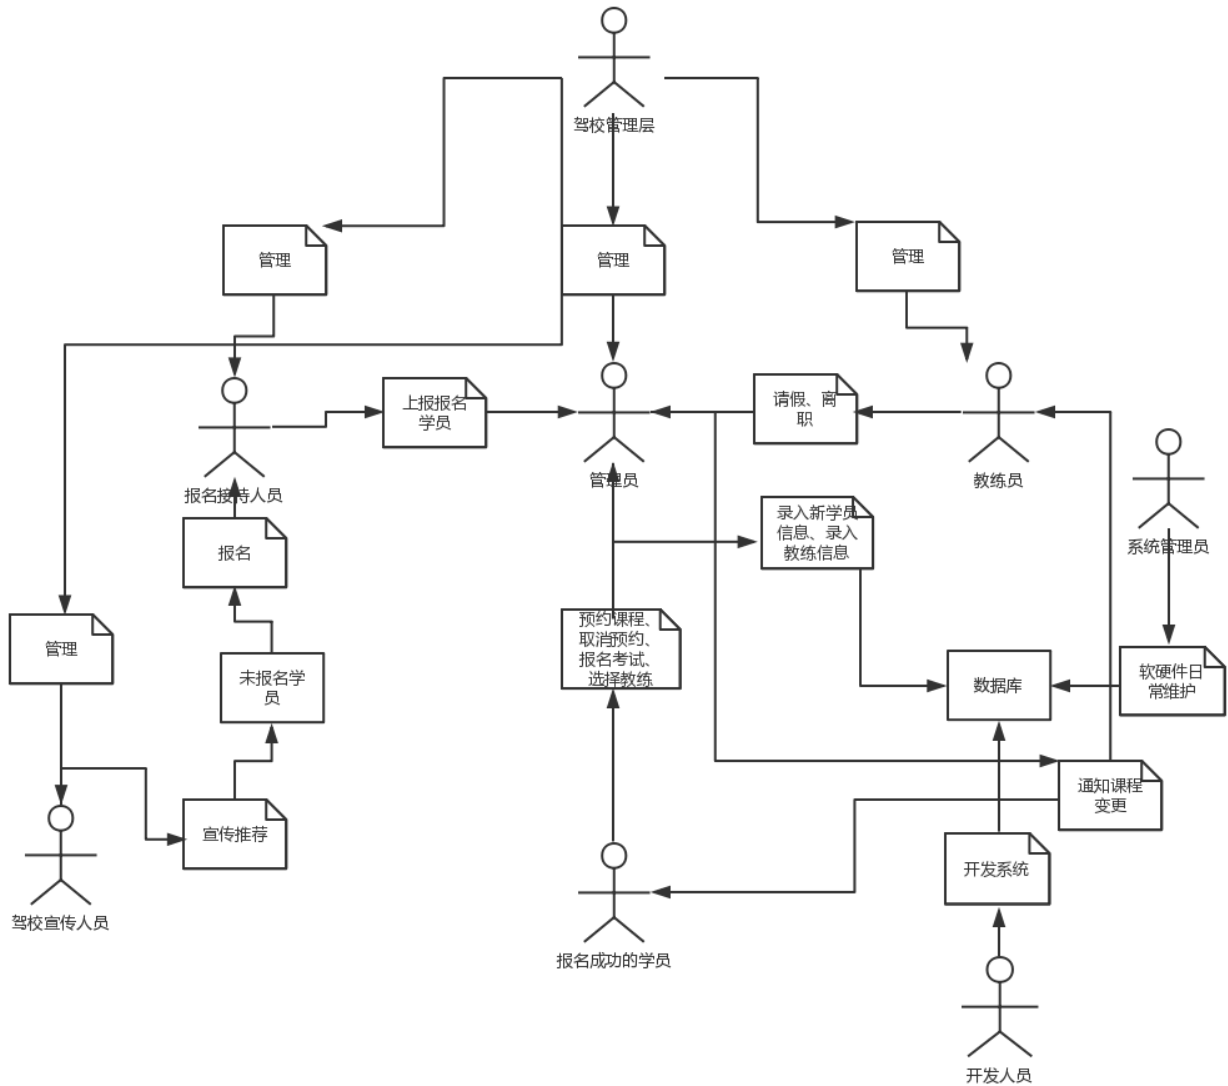 驾校管理层
管理
管理
管理
上报报名
学员
请假、离
职
报名接待人员
管理员
教练员
系统管理员
录入新学员
信息、录入
教练信息
报名
预约课程、
取消预约、
报名考试、
选择教练
管理
未报名学
员
数据库
软硬件日
常维护
通知课程
变更
宣传推荐
开发系统
驾校宣传人员
报名成功的学员
开发人员